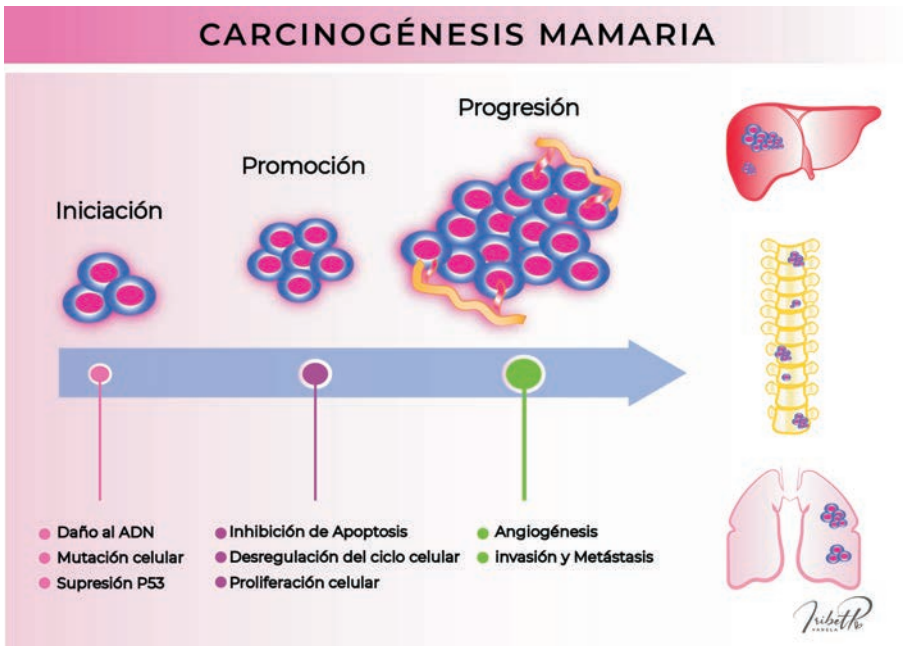 CARCINOGÉNESIS MAMARIA
Iniciación
Promoción
Progresión
Daño al ADN
Mutación celular
Supresión P53
Inhibición de Apoptosis
Desregulación del ciclo celular
Proliferación celular
Angiogénesis
invasión y Metástasis